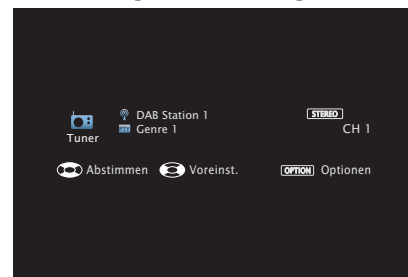 DAB Station 1
STEREO
Genre 1
CH 1
Tuner
Abstimmen Voreinst. OPTION Optionen